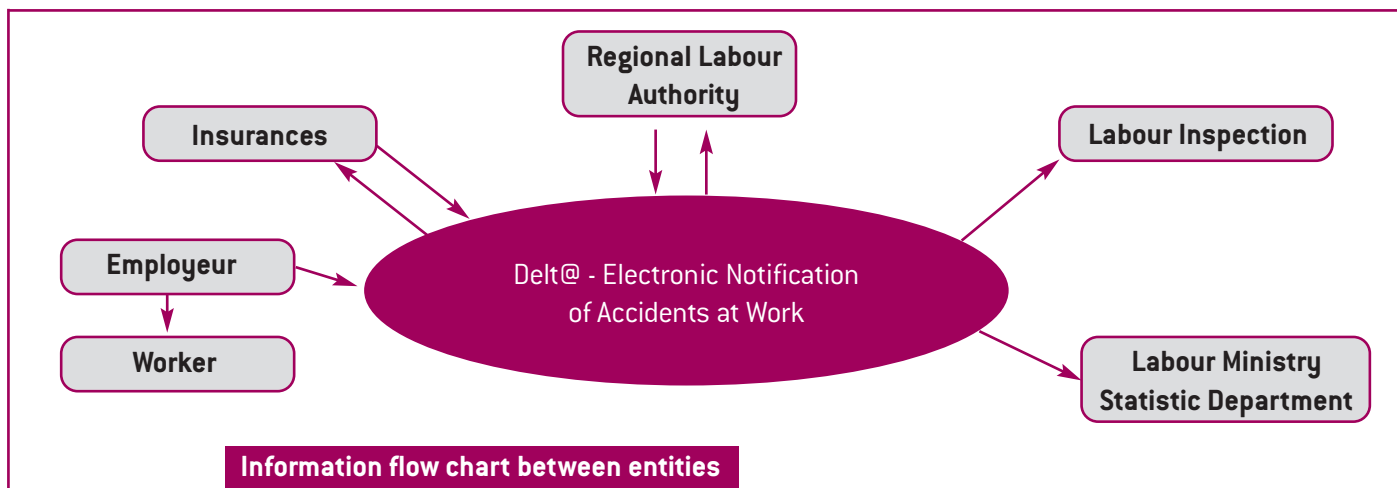 Regional Labour
Authority
Insurances
Labour Inspection
Employeur
Delt@ - Electronic Notification
of Accidents at Work
Worker
Labour Ministry
Statistic Department
Information flow chart between entities